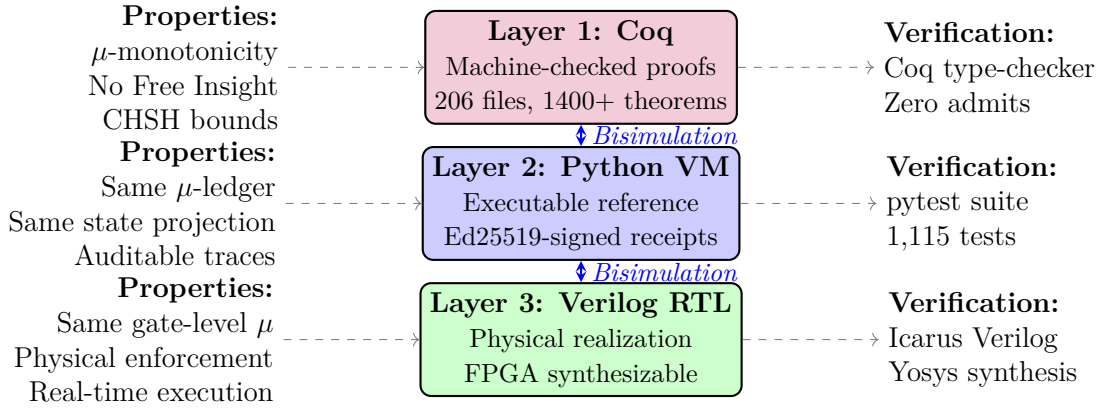 Properties:
μ-monotonicity
No Free Insight
CHSH bounds
Layer 1: Coq
Machine-checked proofs
206 files, 1400+ theorems
Verification:
Coq type-checker
Zero admits
Bisimulation
Properties:
Same μ-ledger
Same state projection
Auditable traces
Layer 2: Python VM
Executable reference
Ed25519-signed receipts
Verification:
pytest suite
1,115 tests
Bisimulation
Properties:
Same gate-level μ
Physical enforcement
Real-time execution
Layer 3: Verilog RTL
Physical realization
FPGA synthesizable
Verification:
Icarus Verilog
Yosys synthesis